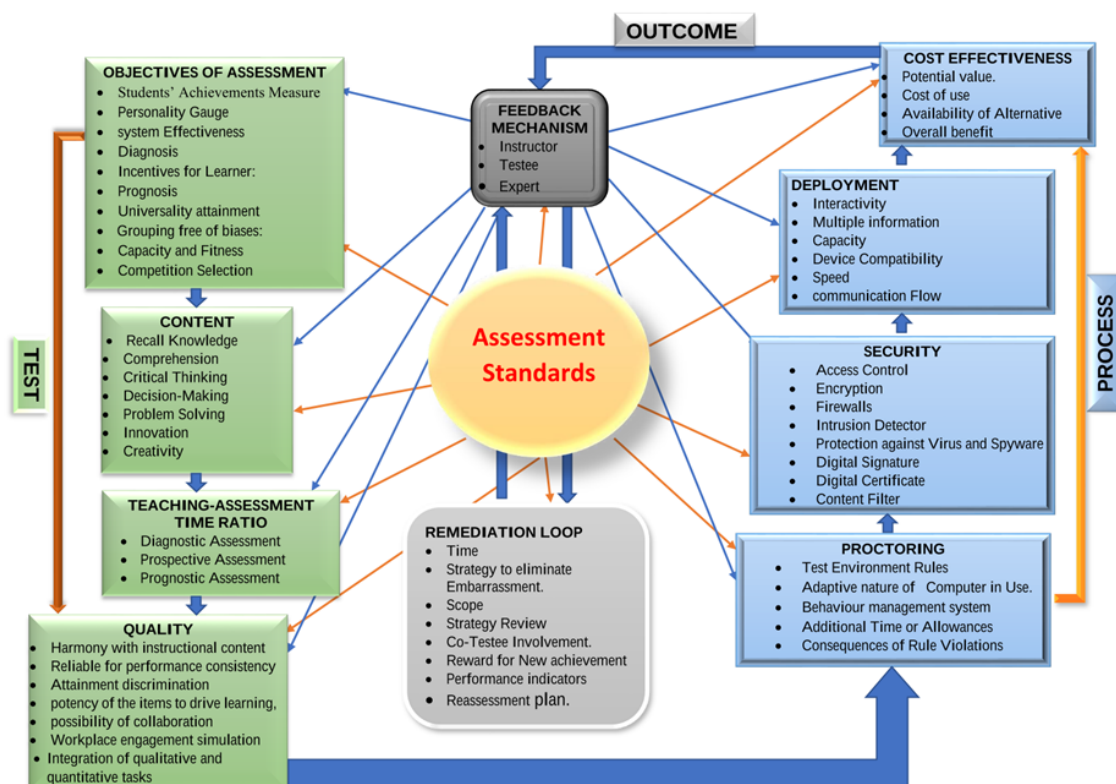 OUTCOME
OBJECTIVES OF ASSESSMENT
• Students' Achievements Measure
• Personality Gauge
• system Effectiveness
• Diagnosis
• Incentives for Learner:
• Prognosis
• Universality attainment
• Grouping free of biases:
• Capacity and Fitness
• Competition Selection
TEST
CONTENT
• Recall Knowledge
• Comprehension
• Critical Thinking
• Decision-Making
• Problem Solving
• Innovation
• Creativity
TEACHING-ASSESSMENT
TIME RATIO
• Diagnostic Assessment
• Prospective Assessment
• Prognostic Assessment
QUALITY
• Harmony with instructional content
• Reliable for performance consistency
• Attainment discrimination
• potency of the items to drive learning,
• possibility of collaboration
• Workplace engagement simulation
• Integration of qualitative and
quantitative tasks
FEEDBACK
MECHANISM
• Instructor
• Testee
• Expert
Assessment
Standards
REMEDIATION LOOP
• Time
• Strategy to eliminate
Embarrassment.
• Scope
• Strategy Review
• Co-Testee Involvement.
• Reward for New achievement
• Performance indicators
• Reassessment plan.
COST EFFECTIVENESS
• Potential value.
• Cost of use
• Availability of Alternative
• Overall benefit
DEPLOYMENT
• Interactivity
• Multiple information
• Capacity
• Device Compatibility
• Speed
• communication Flow
PROCESS
SECURITY
• Access Control
• Encryption
• Firewalls
• Intrusion Detector
• Protection against Virus and Spyware
• Digital Signature
• Digital Certificate
• Content Filter
PROCTORING
• Test Environment Rules
• Adaptive nature of Computer in Use.
• Behaviour management system
• Additional Time or Allowances
• Consequences of Rule Violations